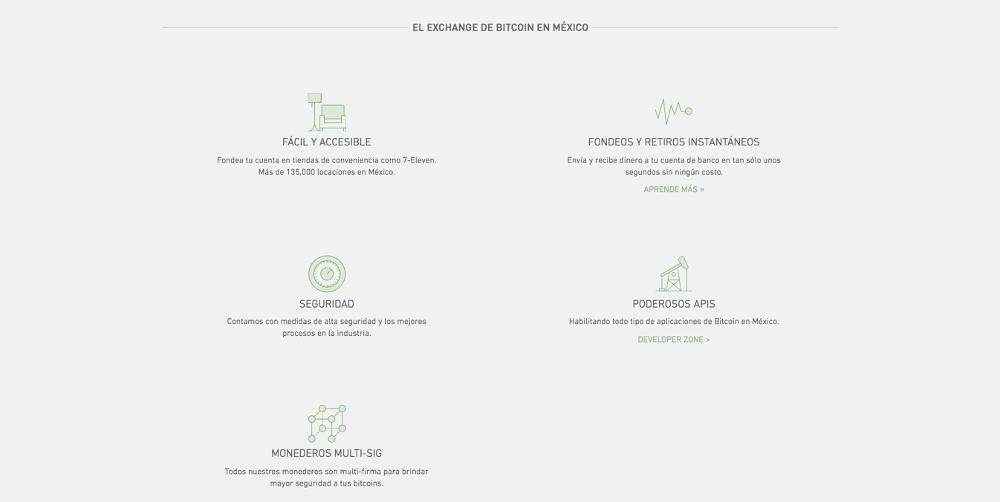 EL EXCHANGE DE BITCOIN EN MÉXICO
FÁCIL Y ACCESIBLE
Fondea tu cuenta en tiendas de conveniencia como 7-Eleven.
Más de 135,000 locaciones en México.
FONDEOS Y RETIROS INSTANTÁNEOS
Envía y recibe dinero a tu cuenta de banco en tan sólo unos
segundos sin ningún costo.
APRENDE MÁS >
SEGURIDAD
Contamos con medidas de alta seguridad y los mejores
procesos en la industria.
PODEROSOS APIS
Habilitando todo tipo de aplicaciones de Bitcoin en México.
DEVELOPER ZONE >
MONEDEROS MULTI-SIG
Todos nuestros monederos son multi-firma para brindar
mayor seguridad a tus bitcoins.